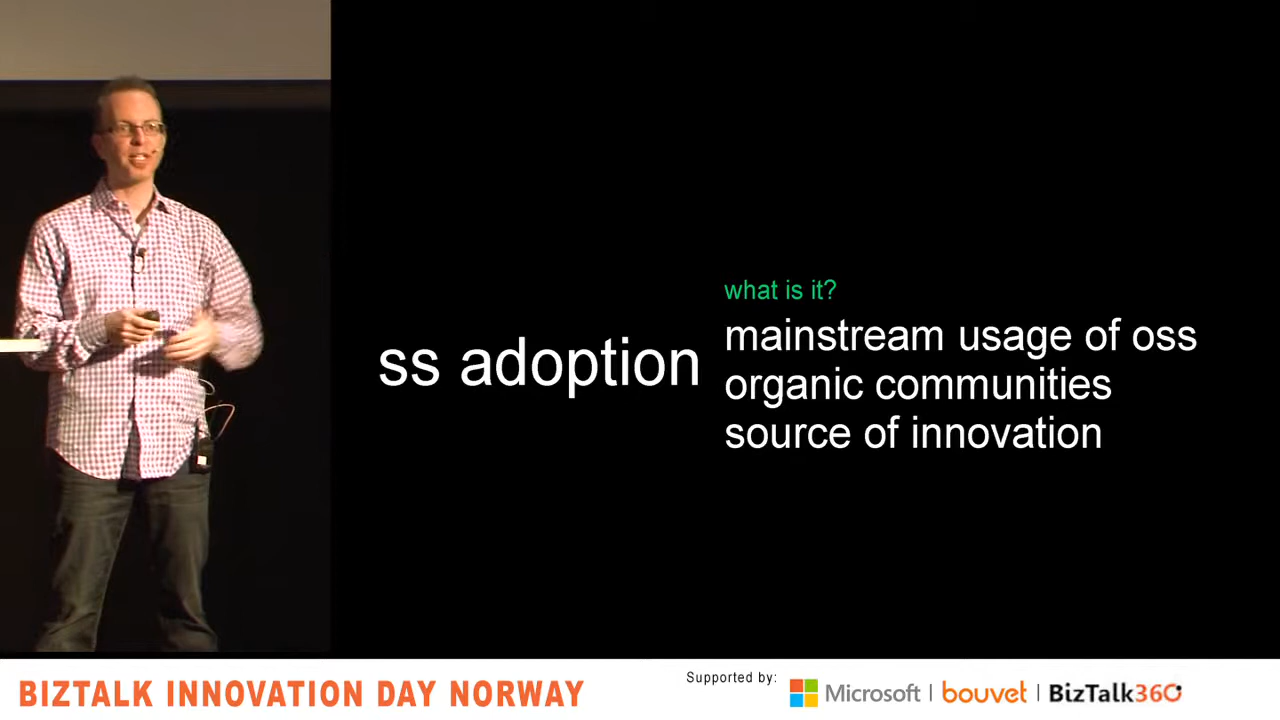 what is it?
ss adoption
mainstream usage of oss
organic communities
source of innovation
BIZTALK INNOVATION DAY NORWAY
Supported by:
Microsoft | bouvet | BizTalk360